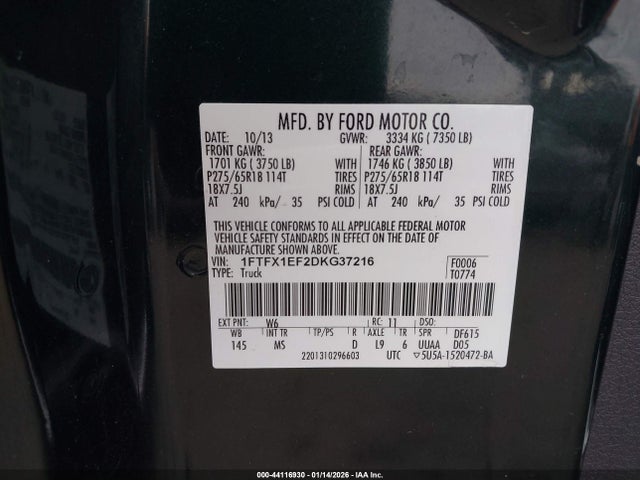 MFD. BY FORD MOTOR CO.
DATE: 10/13 GVWR: 3334 KG ( 7350 LB)
FRONT GAWR: REAR GAWR:
1701 KG ( 3750 LB) WITH 1746 KG ( 3850 LB) WITH
P275/65R18 114T TIRES P275/65R18 114T TIRES
18X7.5J RIMS 18X7.5J RIMS
AT 240 kPa/ 35 PSI COLD AT 240 kPa/ 35 PSI COLD
THIS VEHICLE CONFORMS TO ALL APPLICABLE FEDERAL MOTOR
VEHICLE SAFETY STANDARDS IN EFFECT ON THE DATE OF
MANUFACTURE SHOWN ABOVE.
VIN: 1FTFX1EF2DKG37216 F0006
TYPE: Truck T0774
EXT PNT: W6 RC: 11 DSO:
WB INT TR TP/PS R AXLE TR SPR DF615
145 MS D L9 6 UUAA D05
2201310296603 UTC ▽5U5A-1520472-BA
000-44116930 - 01/14/2026 - IAA Inc.